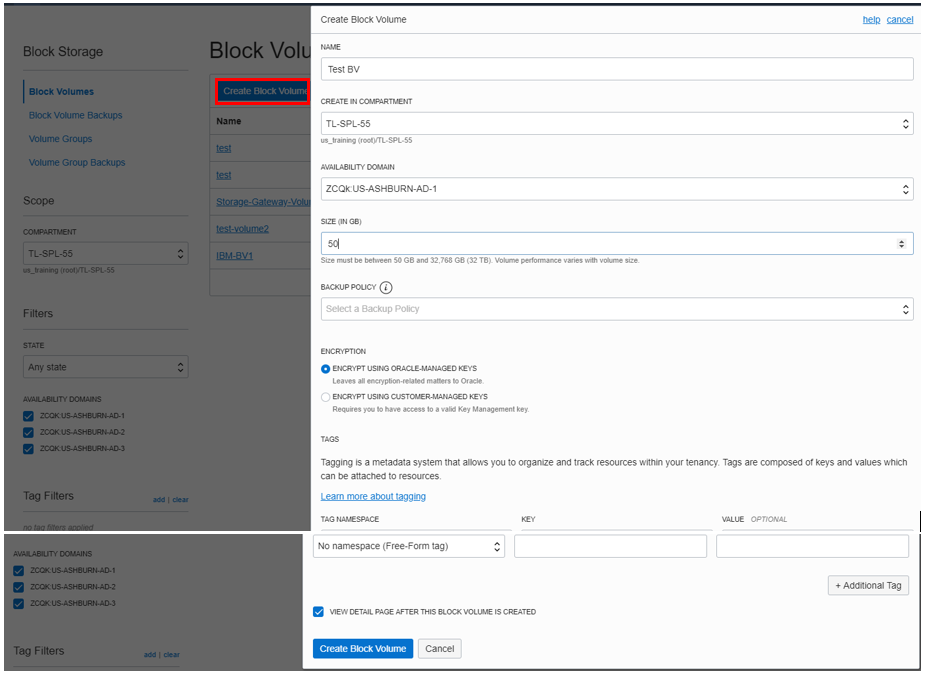 Block Storage
Block Volumes
Block Volume Backups
Volume Groups
Volume Group Backups
Scope
COMPARTMENT
TL-SPL-55
us_training (root)/TL-SPL-55
Filters
STATE
Any state
AVAILABILITY DOMAINS
ZCQK:US-ASHBURN-AD-1
ZCQK:US-ASHBURN-AD-2
ZCQK:US-ASHBURN-AD-3
Tag Filters add | clear
no tag filters applied
Block Volu
Create Block Volume
Name
test
test
Storage-Gateway-Volu
test-volume2
IBM-BV1
Create Block Volume help cancel
NAME
Test BV
CREATE IN COMPARTMENT
TL-SPL-55
us_training (root)/TL-SPL-55
AVAILABILITY DOMAIN
ZCQk:US-ASHBURN-AD-1
SIZE (IN GB)
50
Size must be between 50 GB and 32,768 GB (32 TB). Volume performance varies with volume size.
BACKUP POLICY i
Select a Backup Policy
ENCRYPTION
ENCRYPT USING ORACLE-MANAGED KEYS
Leaves all encryption-related matters to Oracle.
ENCRYPT USING CUSTOMER-MANAGED KEYS
Requires you to have access to a valid Key Management key.
TAGS
Tagging is a metadata system that allows you to organize and track resources within your tenancy. Tags are composed of keys and values which
can be attached to resources.
Learn more about tagging
TAG NAMESPACE KEY VALUE OPTIONAL
No namespace (Free-Form tag)
+ Additional Tag
VIEW DETAIL PAGE AFTER THIS BLOCK VOLUME IS CREATED
Create Block Volume Cancel
AVAILABILITY DOMAINS
ZCQK:US-ASHBURN-AD-1
ZCQK:US-ASHBURN-AD-2
ZCQK:US-ASHBURN-AD-3
Tag Filters add | clear